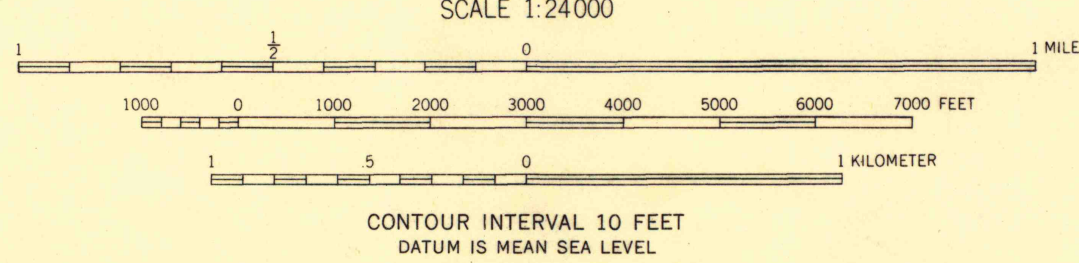 SCALE 1:24000
1 1/2 0 1 MILE
1000 0 1000 2000 3000 4000 5000 6000 7000 FEET
1 .5 0 1 KILOMETER
CONTOUR INTERVAL 10 FEET
DATUM IS MEAN SEA LEVEL